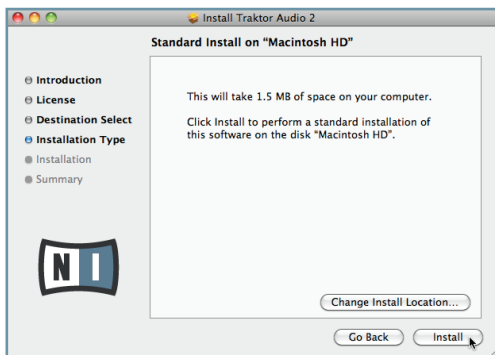 Install Traktor Audio 2
Standard Install on “Macintosh HD”
Introduction
License
Destination Select
Installation Type
Installation
Summary
This will take 1.5 MB of space on your computer.
Click Install to perform a standard installation of
this software on the disk “Macintosh HD”.
NI
Change Install Location...
Go Back
Install